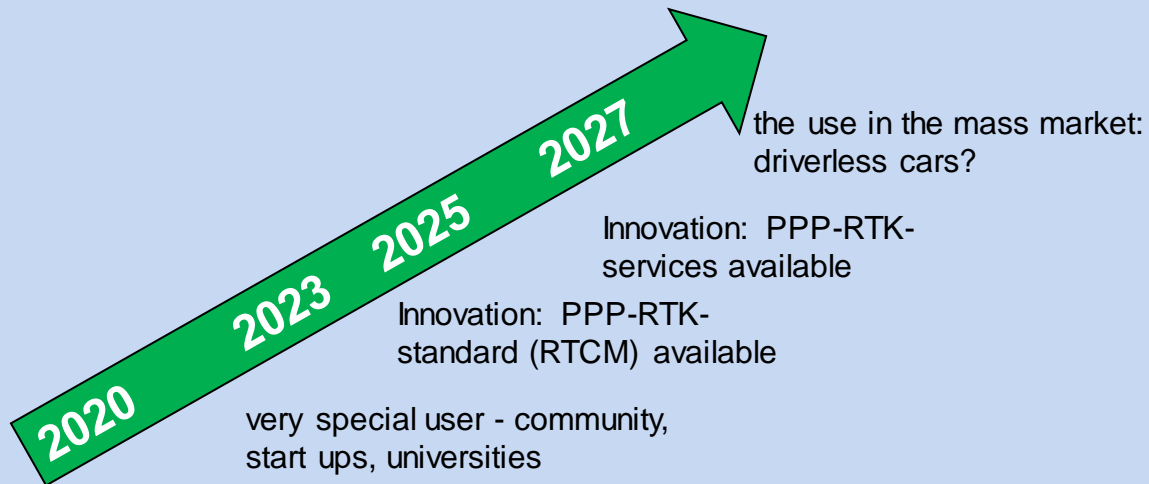 2027
the use in the mass market:
driverless cars?
2025
Innovation: PPP-RTK-
services available
2023
Innovation: PPP-RTK-
standard (RTCM) available
2020
very special user - community,
start ups, universities